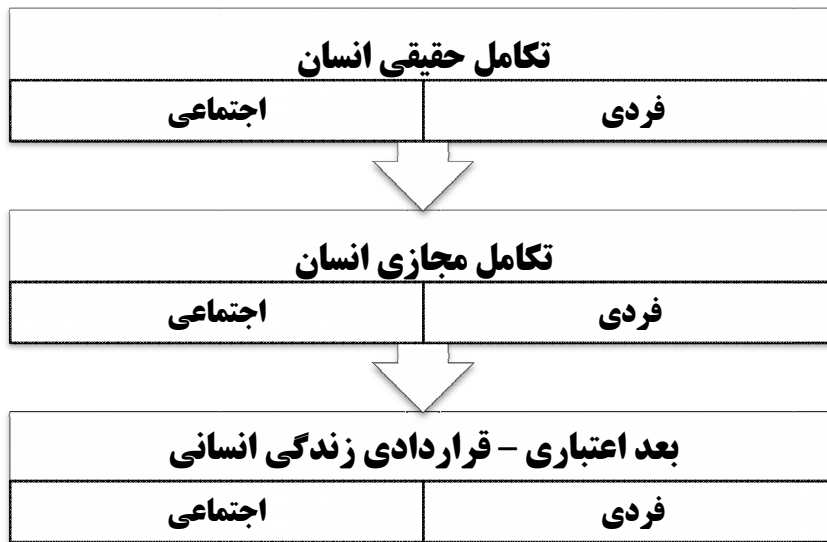 تکامل حقیقی انسان
فردی
اجتماعی
تکامل مجازی انسان
فردی
اجتماعی
بعد اعتباری – قراردادی زندگی انسانی
فردی
اجتماعی